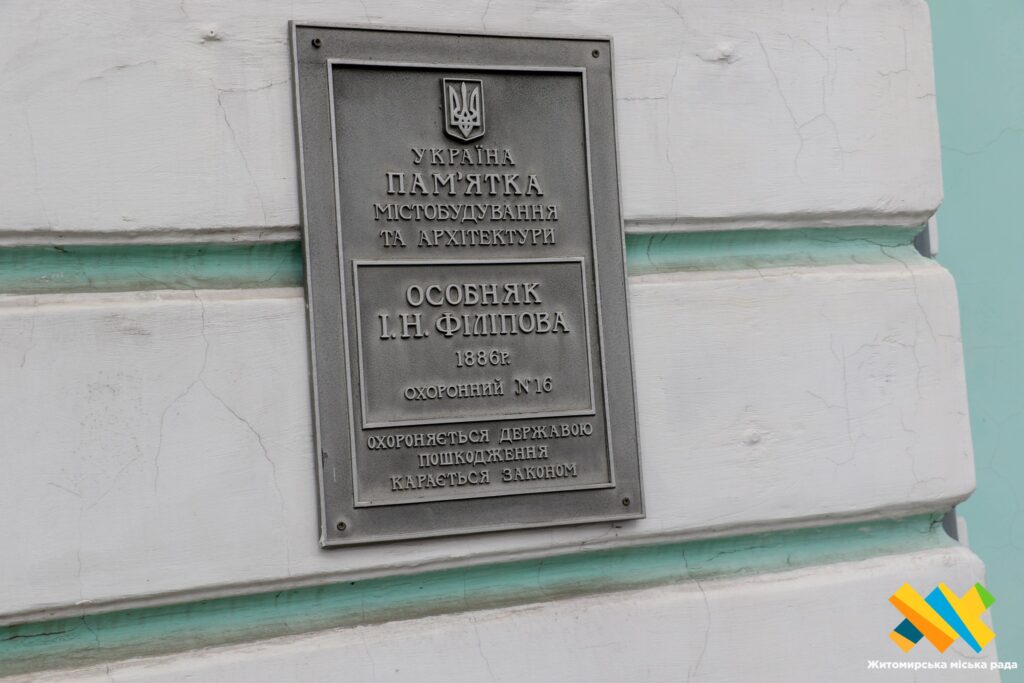 УКРАЇНА
ПАМ'ЯТКА
МІСТОБУДУВАННЯ
ТА АРХІТЕКТУРИ
ОСОБНЯК
І.Н. ФІЛІПОВА
1886р.
ОХОРОННИЙ №16
ОХОРОНЯЄТЬСЯ ДЕРЖАВОЮ
ПОШКОДЖЕННЯ
КАРАЄТЬСЯ ЗАКОНОМ
Житомирська міська рада